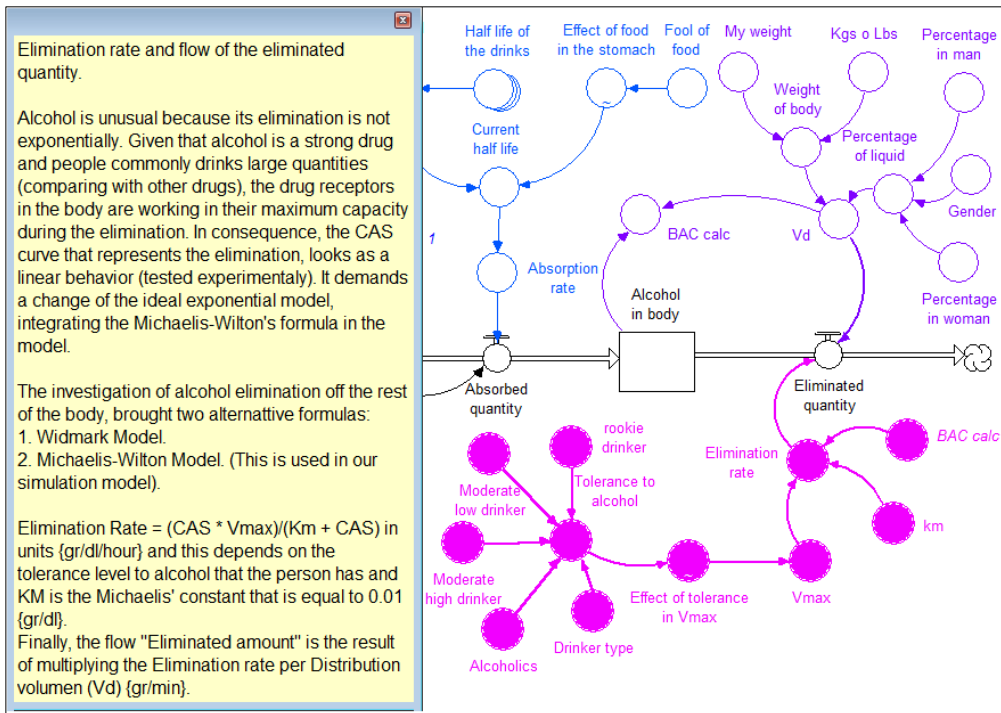 Elimination rate and flow of the eliminated
quantity.
Alcohol is unusual because its elimination is not
exponentially. Given that alcohol is a strong drug
and people commonly drinks large quantities
(comparing with other drugs), the drug receptors
in the body are working in their maximum capacity
during the elimination. In consequence, the CAS
curve that represents the elimination, looks as a
linear behavior (tested experimentaly). It demands
a change of the ideal exponential model,
integrating the Michaelis-Wilton's formula in the
model.
The investigation of alcohol elimination off the rest
of the body, brought two alternattive formulas:
1. Widmark Model.
2. Michaelis-Wilton Model. (This is used in our
simulation model).
Elimination Rate = (CAS * Vmax)/(Km + CAS) in
units {gr/dl/hour} and this depends on the
tolerance level to alcohol that the person has and
KM is the Michaelis' constant that is equal to 0.01
{gr/dl}.
Finally, the flow "Eliminated amount" is the result
of multiplying the Elimination rate per Distribution
volumen (Vd) {gr/min}.
Half life of
the drinks
Effect of food
in the stomach
Fool of
food
My weight
Kgs o Lbs
Percentage
in man
~
Weight
of body
Current
half life
Percentage
of liquid
1
BAC calc
Vd
Gender
Absorption
rate
Alcohol
in body
Percentage
in woman
Absorbed
quantity
Eliminated
quantity
rookie
drinker
Elimination
rate
BAC calc
Moderate
low drinker
Tolerance to
alcohol
km
Moderate
high drinker
Effect of tolerance
in Vmax
Vmax
Alcoholics
Drinker type